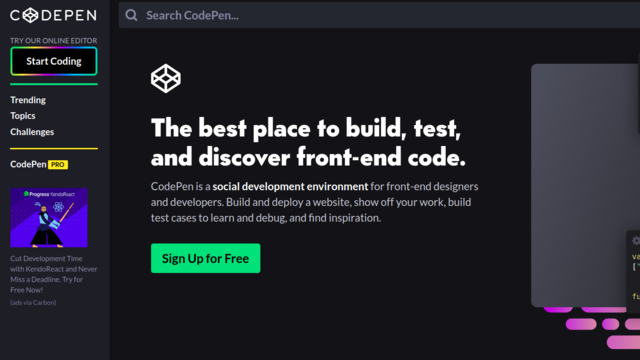 CODEPEN
TRY OUR ONLINE EDITOR
Start Coding
Trending
Topics
Challenges
CodePen PRO
Progress KendoReact
Cut Development Time
with KendoReact and Never
Miss a Deadline. Try for
Free Now!
(ads via Carbon)
Search CodePen...
The best place to build, test,
and discover front-end code.
CodePen is a social development environment for front-end designers
and developers. Build and deploy a website, show off your work, build
test cases to learn and debug, and find inspiration.
Sign Up for Free
va
["
fu